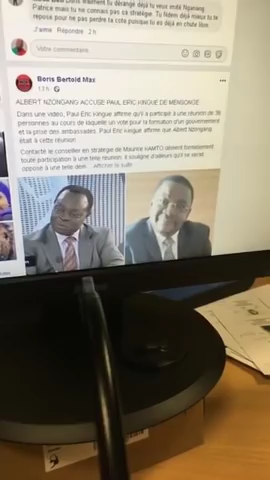 Patrice mais tu ne connais pas sa stratégie. Tu Ndem déjà mieux tu te
repose pour ne pas perdre ta cote puisque tu es déjà en chute libre.
J'aime Répondre 2 h
Votre commentaire...
Boris Bertold Max
13 h
ALBERT NZONGANG ACCUSE PAUL ERIC KINGUE DE MENSONGE
Dans une vidéo, Paul Eric Kingue affirme qu'il a participé à une réunion de 38
personnes au cours de laquelle un vote pour la formation d'un gouvernement
et la prise des ambassades. Paul Eric Kingue affirme que Albert Nzongang
était à cette réunion.
Contacté le conseiller en stratégie de Maurice KAMTO dément formellement
toute participation à une telle réunion. Il souligne d'ailleurs qu'il ne serait
opposé à une telle dém... Afficher la suite